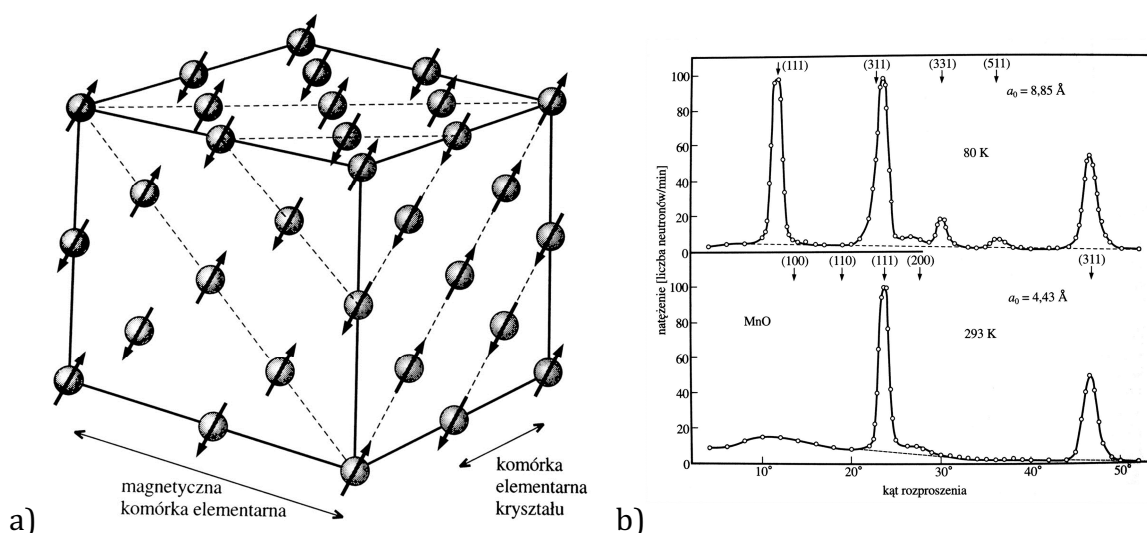 magnetyczna
komórka elementarna
komórka
elementarna
kryształu
a)
natężenie [liczba neutronów/min]
100
80
60
40
20
0
(111)
(311)
(331)
(511)
a₀ = 8,85 Å
80 K
100
80
60
40
20
0
(100)
(110)
(111)
(200)
(311)
a₀ = 4,43 Å
MnO
293 K
10°
20°
30°
40°
50°
kąt rozproszenia
b)